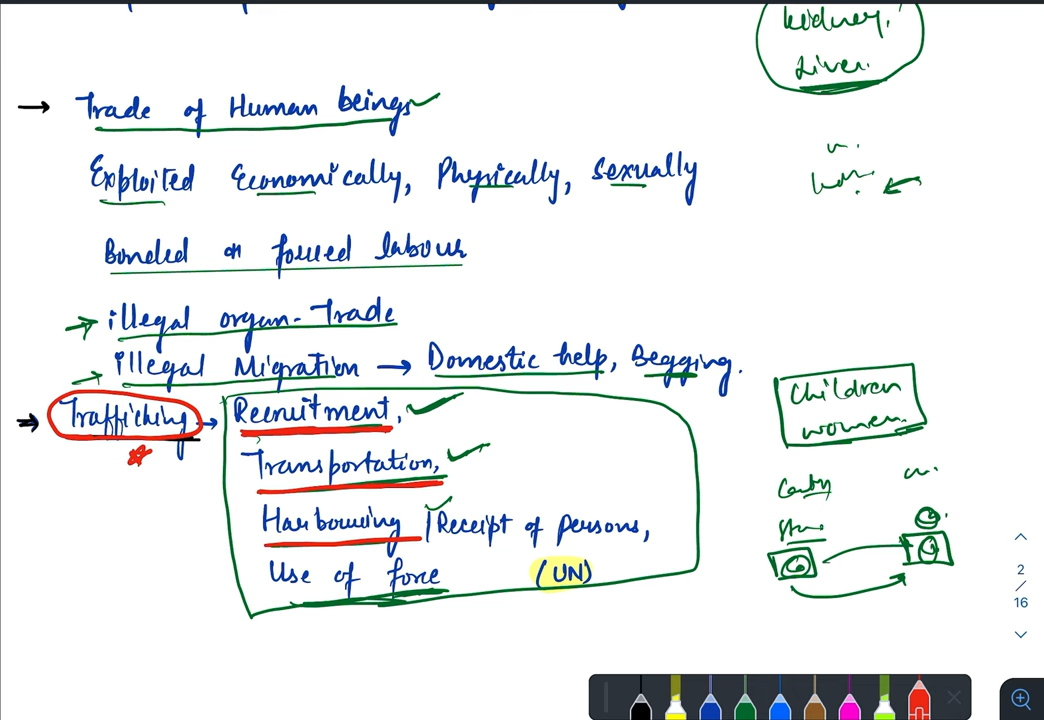 kidney,
Liver.
→ Trade of Human beings
Exploited Economically, Physically, Sexually
Bonded or forced labour
→ illegal organ-Trade
→ illegal Migration → Domestic help, Begging.
→ Trafficking → Recruitment,
Transportation,
Harbouring / Receipt of persons,
Use of force (UN)
Children
women
2
/
16